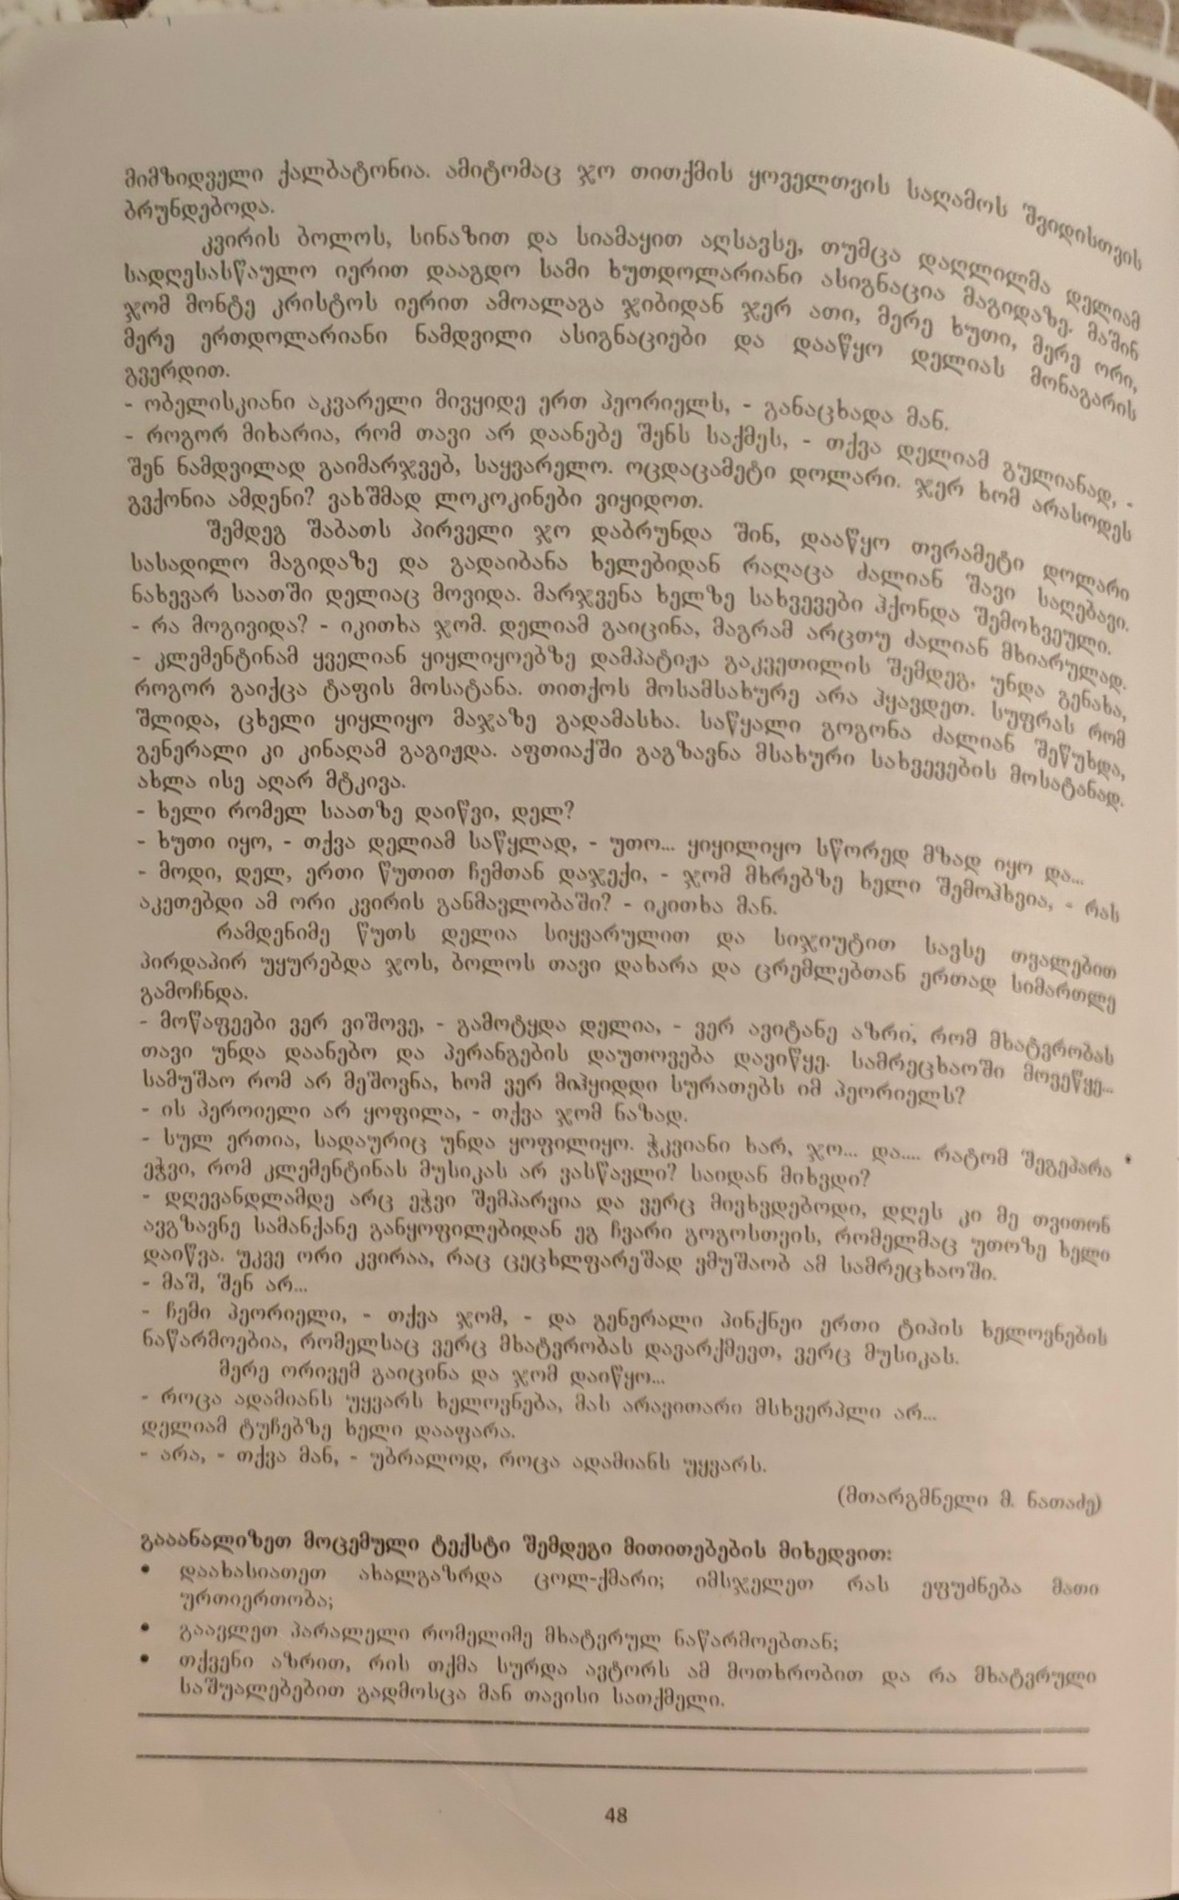 მიმზიდველი ქალბატონია. ამიტომაც ჯო თითქმის ყოველთვის საღამოს შვიდისთვის
ბრუნდებოდა.
კვირის ბოლოს, სინაზით და სიამაყით აღსავსე, თუმცა დაღლილმა დელიამ
სადღესასწაულო იერით დააგდო სამი ხუთდოლარიანი ასიგნაცია მაგიდაზე. მაშინ
ჯომ მონტე კრისტოს იერით ამოალაგა ჯიბიდან ჯერ ათი, მერე ხუთი, მერე ორი,
მერე ერთდოლარიანი ნამდვილი ასიგნაციები და დააწყო დელიას მონაგარის
გვერდით.
- ობელისკიანი აკვარელი მივყიდე ერთ პეორიელს, - განაცხადა მან.
- როგორ მიხარია, რომ თავი არ დაანებე შენს საქმეს, - თქვა დელიამ გულიანად, -
შენ ნამდვილად გაიმარჯვებ, საყვარელო. ოცდაცამეტი დოლარი. ჯერ ხომ არასოდეს
გვქონია ამდენი? ვახშმად ლოკოკინები ვიყიდოთ.
შემდეგ შაბათს პირველი ჯო დაბრუნდა შინ, დააწყო თვრამეტი დოლარი
სასადილო მაგიდაზე და გადაიბანა ხელებიდან რაღაცა ძალიან შავი საღებავი.
ნახევარ საათში დელიაც მოვიდა. მარჯვენა ხელზე სახვევები ჰქონდა შემოხვეული.
- რა მოგივიდა? - იკითხა ჯომ. დელიამ გაიცინა, მაგრამ არცთუ ძალიან მხიარულად.
- კლემენტინამ ყველიან ყიყლიყოებზე დამპატიჟა გაკვეთილის შემდეგ, უნდა გენახა,
როგორ გაიქცა ტაფის მოსატანა. თითქოს მოსამსახურე არა ჰყავდეთ. სუფრას რომ
შლიდა, ცხელი ყიყლიყო მაჯაზე გადამასხა. საწყალი გოგონა ძალიან შეწუხდა,
გენერალი კი კინაღამ გაგიჟდა. აფთიაქში გაგზავნა მსახური სახვევების მოსატანად.
ახლა ისე აღარ მტკივა.
- ხელი რომელ საათზე დაიწვი, დელ?
- ხუთი იყო, - თქვა დელიამ საწყლად, - უთო... ყიყილიყო სწორედ მზად იყო და...
- მოდი, დელ, ერთი წუთით ჩემთან დაჯექი, - ჯომ მხრებზე ხელი შემოჰხვია, - რას
აკეთებდი ამ ორი კვირის განმავლობაში? - იკითხა მან.
რამდენიმე წუთს დელია სიყვარულით და სიჯიუტით სავსე თვალებით
პირდაპირ უყურებდა ჯოს, ბოლოს თავი დახარა და ცრემლებთან ერთად სიმართლე
გამოჩნდა.
- მოწაფეები ვერ ვიშოვე, - გამოტყდა დელია, - ვერ ავიტანე აზრი, რომ მხატვრობას
თავი უნდა დაანებო და პერანგების დაუთოვება დავიწყე. სამრეცხაოში მოვეწყე...
სამუშაო რომ არ მეშოვნა, ხომ ვერ მიჰყიდდი სურათებს იმ პეორიელს?
- ის პეროიელი არ ყოფილა, - თქვა ჯომ ნაზად.
- სულ ერთია, სადაურიც უნდა ყოფილიყო. ჭკვიანი ხარ, ჯო... და.... რატომ შეგეპარა
ეჭვი, რომ კლემენტინას მუსიკას არ ვასწავლი? საიდან მიხვდი?
- დღევანდლამდე არც ეჭვი შემპარვია და ვერც მივხვდებოდი, დღეს კი მე თვითონ
ავგზავნე სამანქანე განყოფილებიდან ეგ ჩვარი გოგოსთვის, რომელმაც უთოზე ხელი
დაიწვა. უკვე ორი კვირაა, რაც ცეცხლფარეშად ვმუშაობ ამ სამრეცხაოში.
- მაშ, შენ არ...
- ჩემი პეორიელი, - თქვა ჯომ, - და გენერალი პინქნეი ერთი ტიპის ხელოვნების
ნაწარმოებია, რომელსაც ვერც მხატვრობას დავარქმევთ, ვერც მუსიკას.
მერე ორივემ გაიცინა და ჯომ დაიწყო...
- როცა ადამიანს უყვარს ხელოვნება, მას არავითარი მსხვერპლი არ...
დელიამ ტუჩებზე ხელი დააფარა.
- არა, - თქვა მან, - უბრალოდ, როცა ადამიანს უყვარს.
(მთარგმნელი მ. ნათაძე)
გააანალიზეთ მოცემული ტექსტი შემდეგი მითითებების მიხედვით:
• დაახასიათეთ ახალგაზრდა ცოლ-ქმარი; იმსჯელეთ რას ეფუძნება მათი
ურთიერთობა;
• გაავლეთ პარალელი რომელიმე მხატვრულ ნაწარმოებთან;
• თქვენი აზრით, რის თქმა სურდა ავტორს ამ მოთხრობით და რა მხატვრული
საშუალებებით გადმოსცა მან თავისი სათქმელი.
48